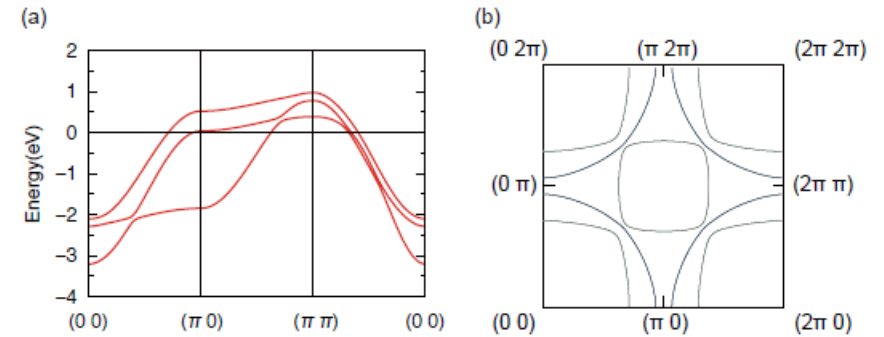 (a)
2
1
0
−1
−2
−3
−4
Energy(eV)
(0 0)
(π 0)
(π π)
(0 0)
(b)
(0 2π)
(π 2π)
(2π 2π)
(0 π)
(2π π)
(0 0)
(π 0)
(2π 0)